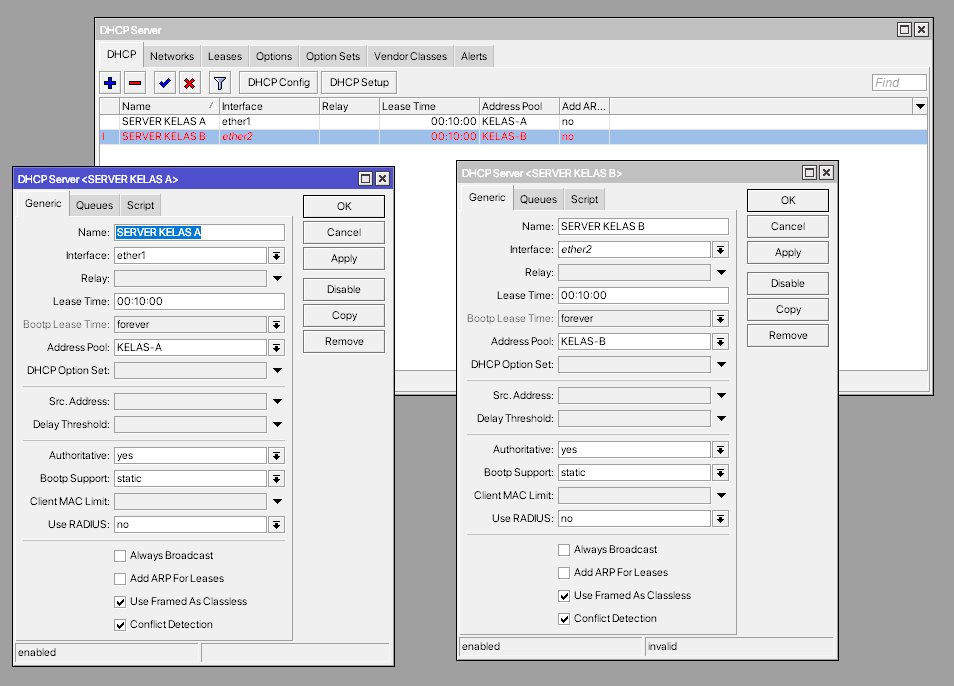 DHCP Server
DHCP Networks Leases Options Option Sets Vendor Classes Alerts
DHCP Config DHCP Setup Find
Name / Interface Relay Lease Time Address Pool Add AR...
SERVER KELAS A ether1 00:10:00 KELAS-A no
I SERVER KELAS B ether2 00:10:00 KELAS-B no
DHCP Server <SERVER KELAS A>
Generic Queues Script
Name: SERVER KELAS A
Interface: ether1
Relay:
Lease Time: 00:10:00
Bootp Lease Time: forever
Address Pool: KELAS-A
DHCP Option Set:
Src. Address:
Delay Threshold:
Authoritative: yes
Bootp Support: static
Client MAC Limit:
Use RADIUS: no
Always Broadcast
Add ARP For Leases
Use Framed As Classless
Conflict Detection
OK
Cancel
Apply
Disable
Copy
Remove
enabled
DHCP Server <SERVER KELAS B>
Generic Queues Script
Name: SERVER KELAS B
Interface: ether2
Relay:
Lease Time: 00:10:00
Bootp Lease Time: forever
Address Pool: KELAS-B
DHCP Option Set:
Src. Address:
Delay Threshold:
Authoritative: yes
Bootp Support: static
Client MAC Limit:
Use RADIUS: no
Always Broadcast
Add ARP For Leases
Use Framed As Classless
Conflict Detection
OK
Cancel
Apply
Disable
Copy
Remove
enabled invalid